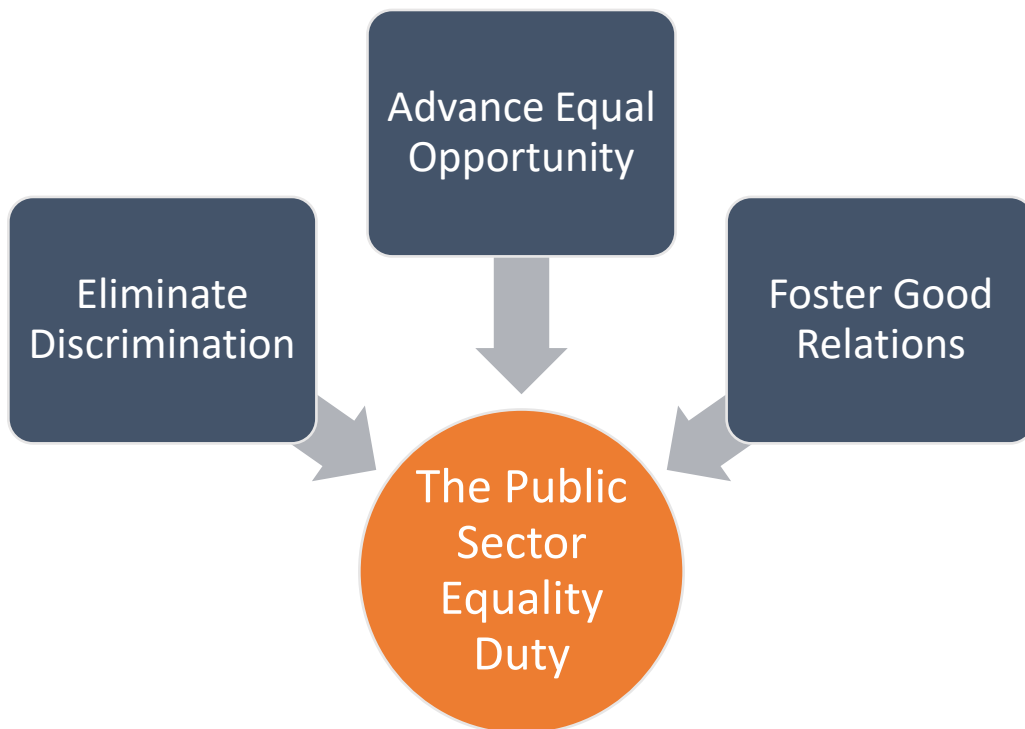 Advance Equal
Opportunity
Eliminate
Discrimination
Foster Good
Relations
The Public
Sector
Equality
Duty